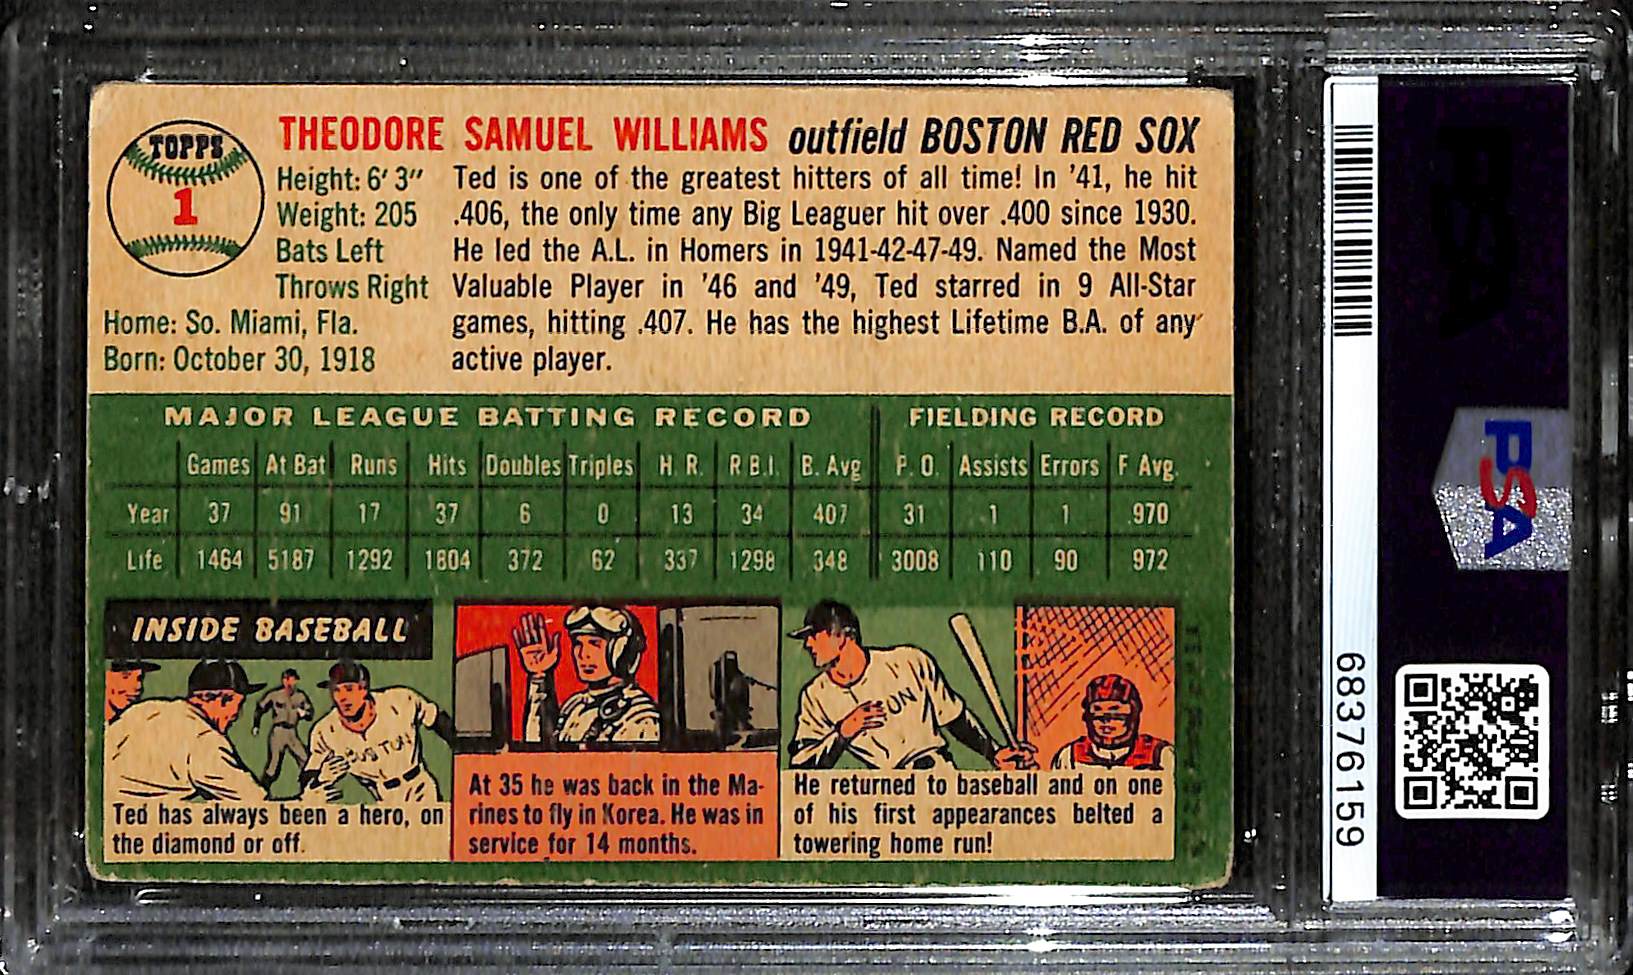 TOPPS
1
THEODORE SAMUEL WILLIAMS outfield BOSTON RED SOX
Height: 6' 3"
Weight: 205
Bats Left
Throws Right
Home: So. Miami, Fla.
Born: October 30, 1918
Ted is one of the greatest hitters of all time! In '41, he hit
.406, the only time any Big Leaguer hit over .400 since 1930.
He led the A.L. in Homers in 1941-42-47-49. Named the Most
Valuable Player in '46 and '49, Ted starred in 9 All-Star
games, hitting .407. He has the highest Lifetime B.A. of any
active player.
MAJOR LEAGUE BATTING RECORD FIELDING RECORD
Games At Bat Runs Hits Doubles Triples H. R. R B.I. B. Avg P. O. Assists Errors F Avg.
Year 37 91 17 37 6 0 13 34 407 31 1 1 .970
Life 1464 5187 1292 1804 372 62 337 1298 348 3008 110 90 972
INSIDE BASEBALL
BOSTON
Ted has always been a hero, on
the diamond or off.
At 35 he was back in the Ma-
rines to fly in Korea. He was in
service for 14 months.
He returned to baseball and on one
of his first appearances belted a
towering home run!
PSA
68376159